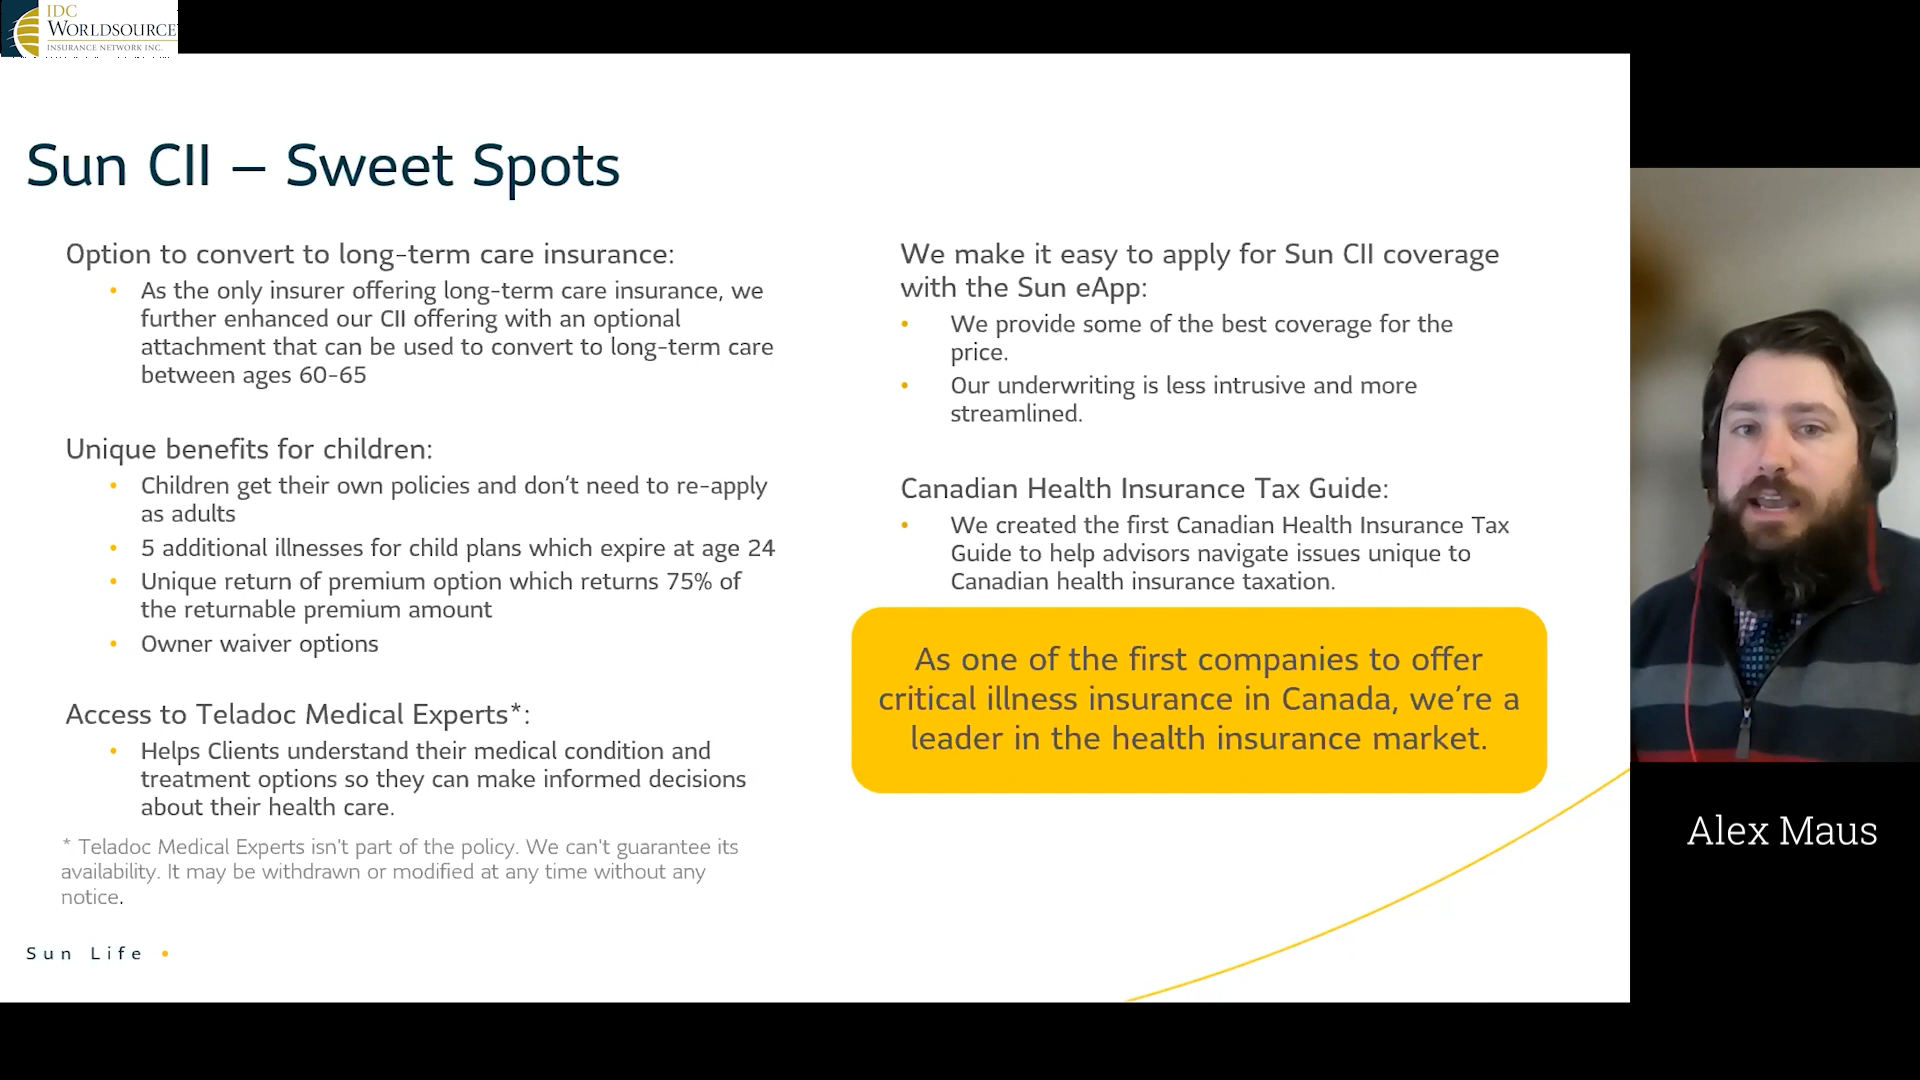 IDC
WORLDSOURCE
INSURANCE NETWORK INC.
Sun CII – Sweet Spots
Option to convert to long-term care insurance:
• As the only insurer offering long-term care insurance, we
further enhanced our CII offering with an optional
attachment that can be used to convert to long-term care
between ages 60-65
Unique benefits for children:
• Children get their own policies and don't need to re-apply
as adults
• 5 additional illnesses for child plans which expire at age 24
• Unique return of premium option which returns 75% of
the returnable premium amount
• Owner waiver options
Access to Teladoc Medical Experts*:
• Helps Clients understand their medical condition and
treatment options so they can make informed decisions
about their health care.
* Teladoc Medical Experts isn't part of the policy. We can't guarantee its
availability. It may be withdrawn or modified at any time without any
notice.
Sun Life •
We make it easy to apply for Sun CII coverage
with the Sun eApp:
• We provide some of the best coverage for the
price.
• Our underwriting is less intrusive and more
streamlined.
Canadian Health Insurance Tax Guide:
• We created the first Canadian Health Insurance Tax
Guide to help advisors navigate issues unique to
Canadian health insurance taxation.
As one of the first companies to offer
critical illness insurance in Canada, we're a
leader in the health insurance market.
Alex Maus